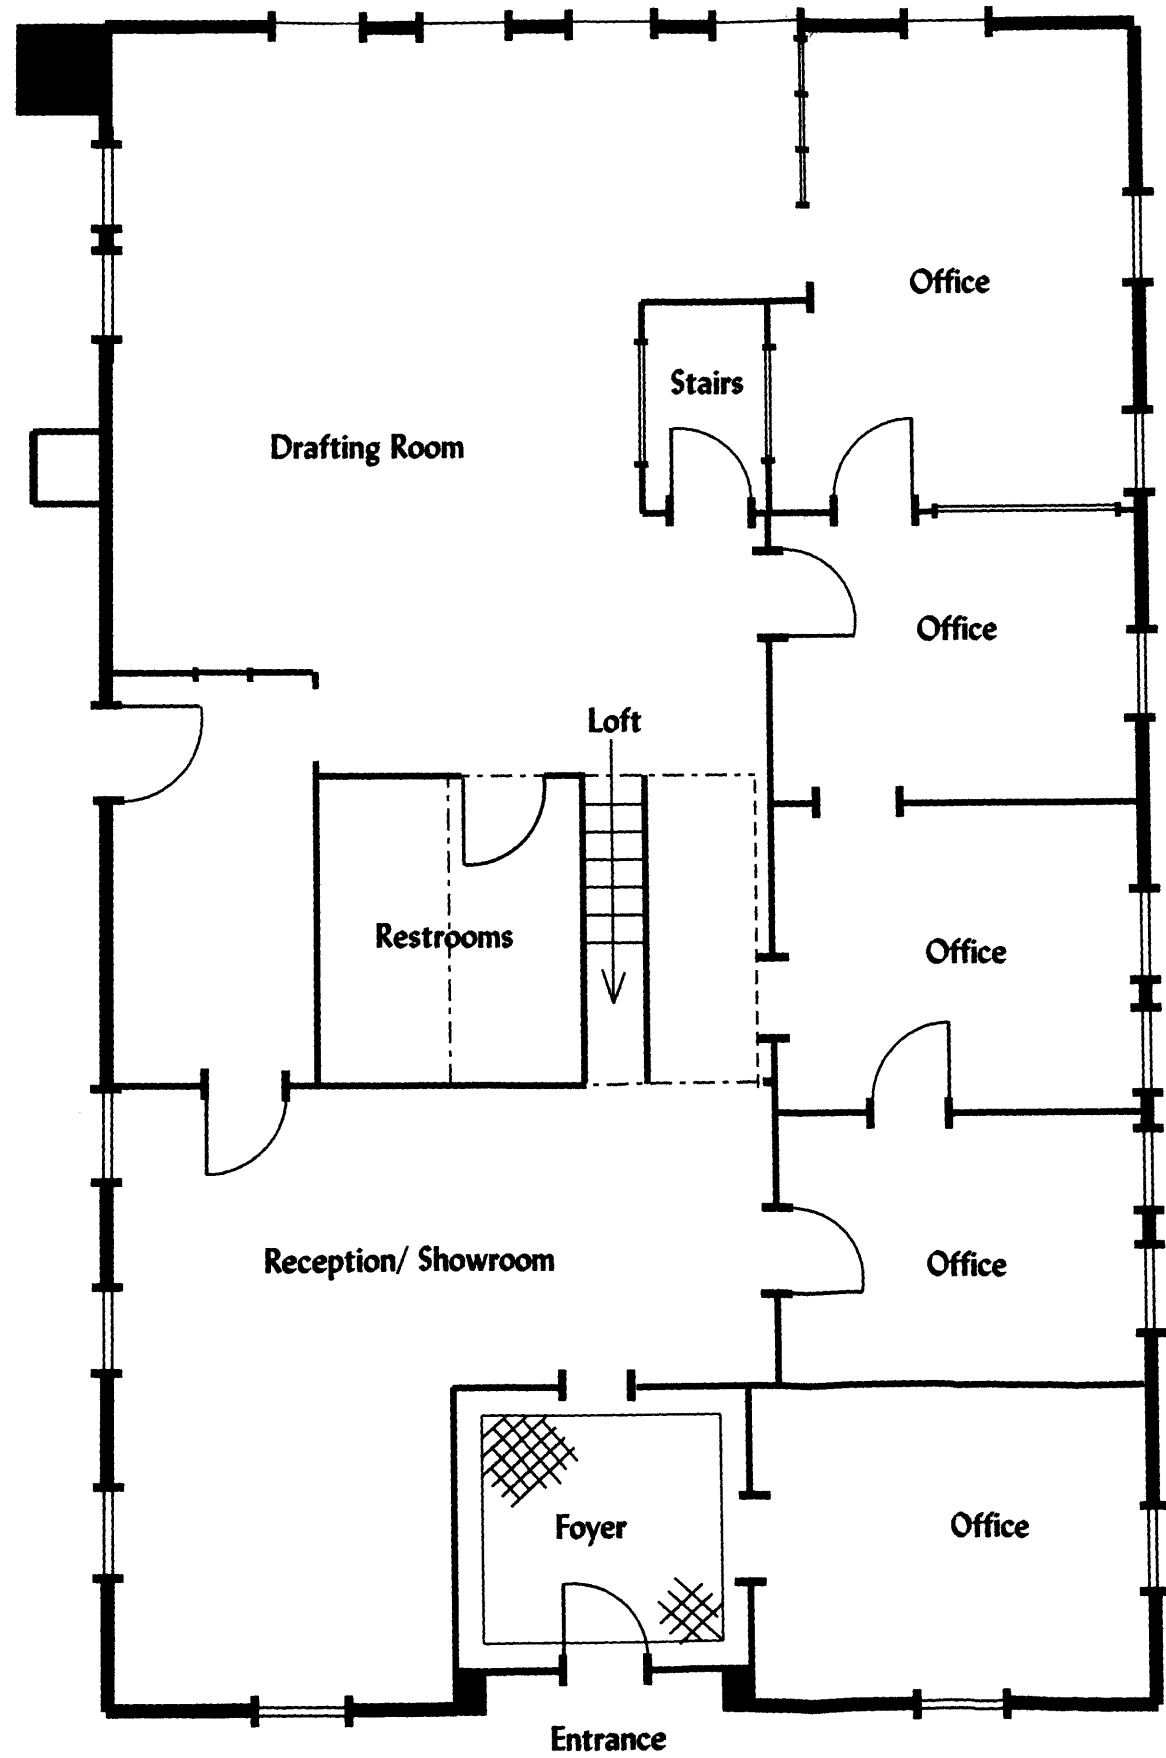 Office
Stairs
Drafting Room
Office
Loft
Restrooms
Office
Reception/ Showroom
Office
Foyer
Office
Entrance